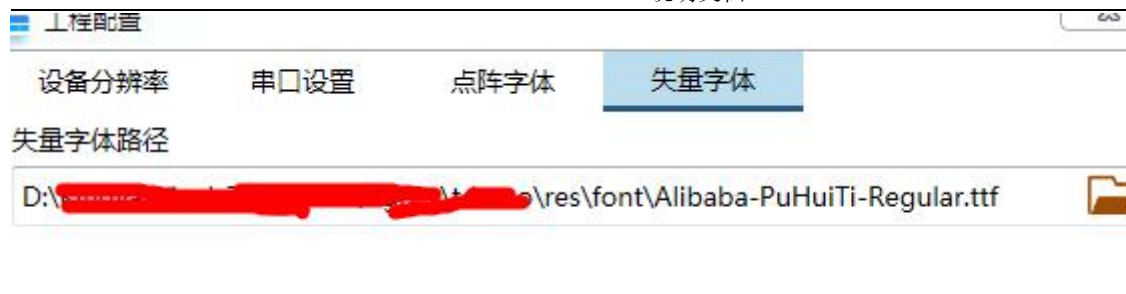 工程配置
设备分辨率 串口设置 点阵字体 失量字体
失量字体路径
D:\ \res\font\Alibaba-PuHuiTi-Regular.ttf